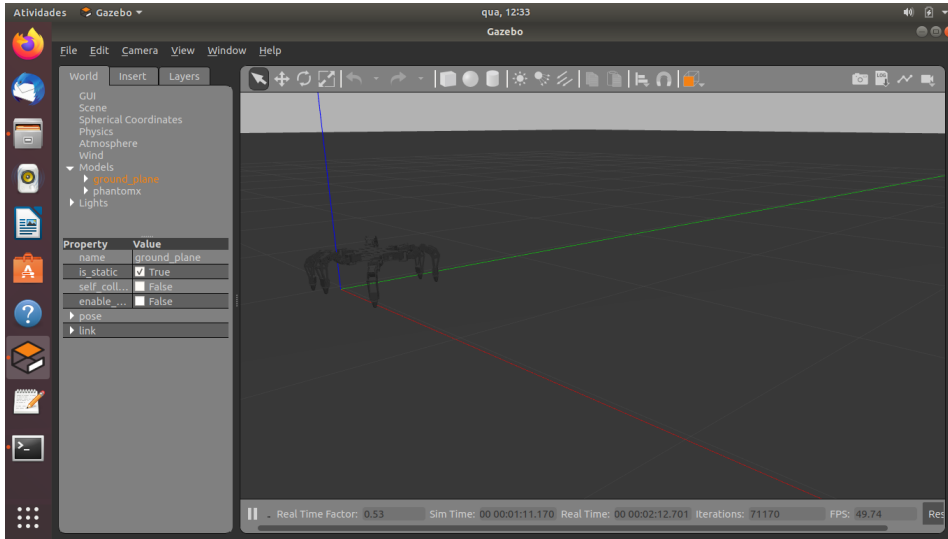 Atividades Gazebo qua, 12:33
Gazebo
File Edit Camera View Window Help
World Insert Layers
GUI
Scene
Spherical Coordinates
Physics
Atmosphere
Wind
Models
ground_plane
phantomx
Lights
Property Value
name ground_plane
is_static True
self_coll... False
enable_... False
pose
link
LOG
Real Time Factor: 0.53 Sim Time: 00 00:01:11.170 Real Time: 00 00:02:12.701 Iterations: 71170 FPS: 49.74 Res